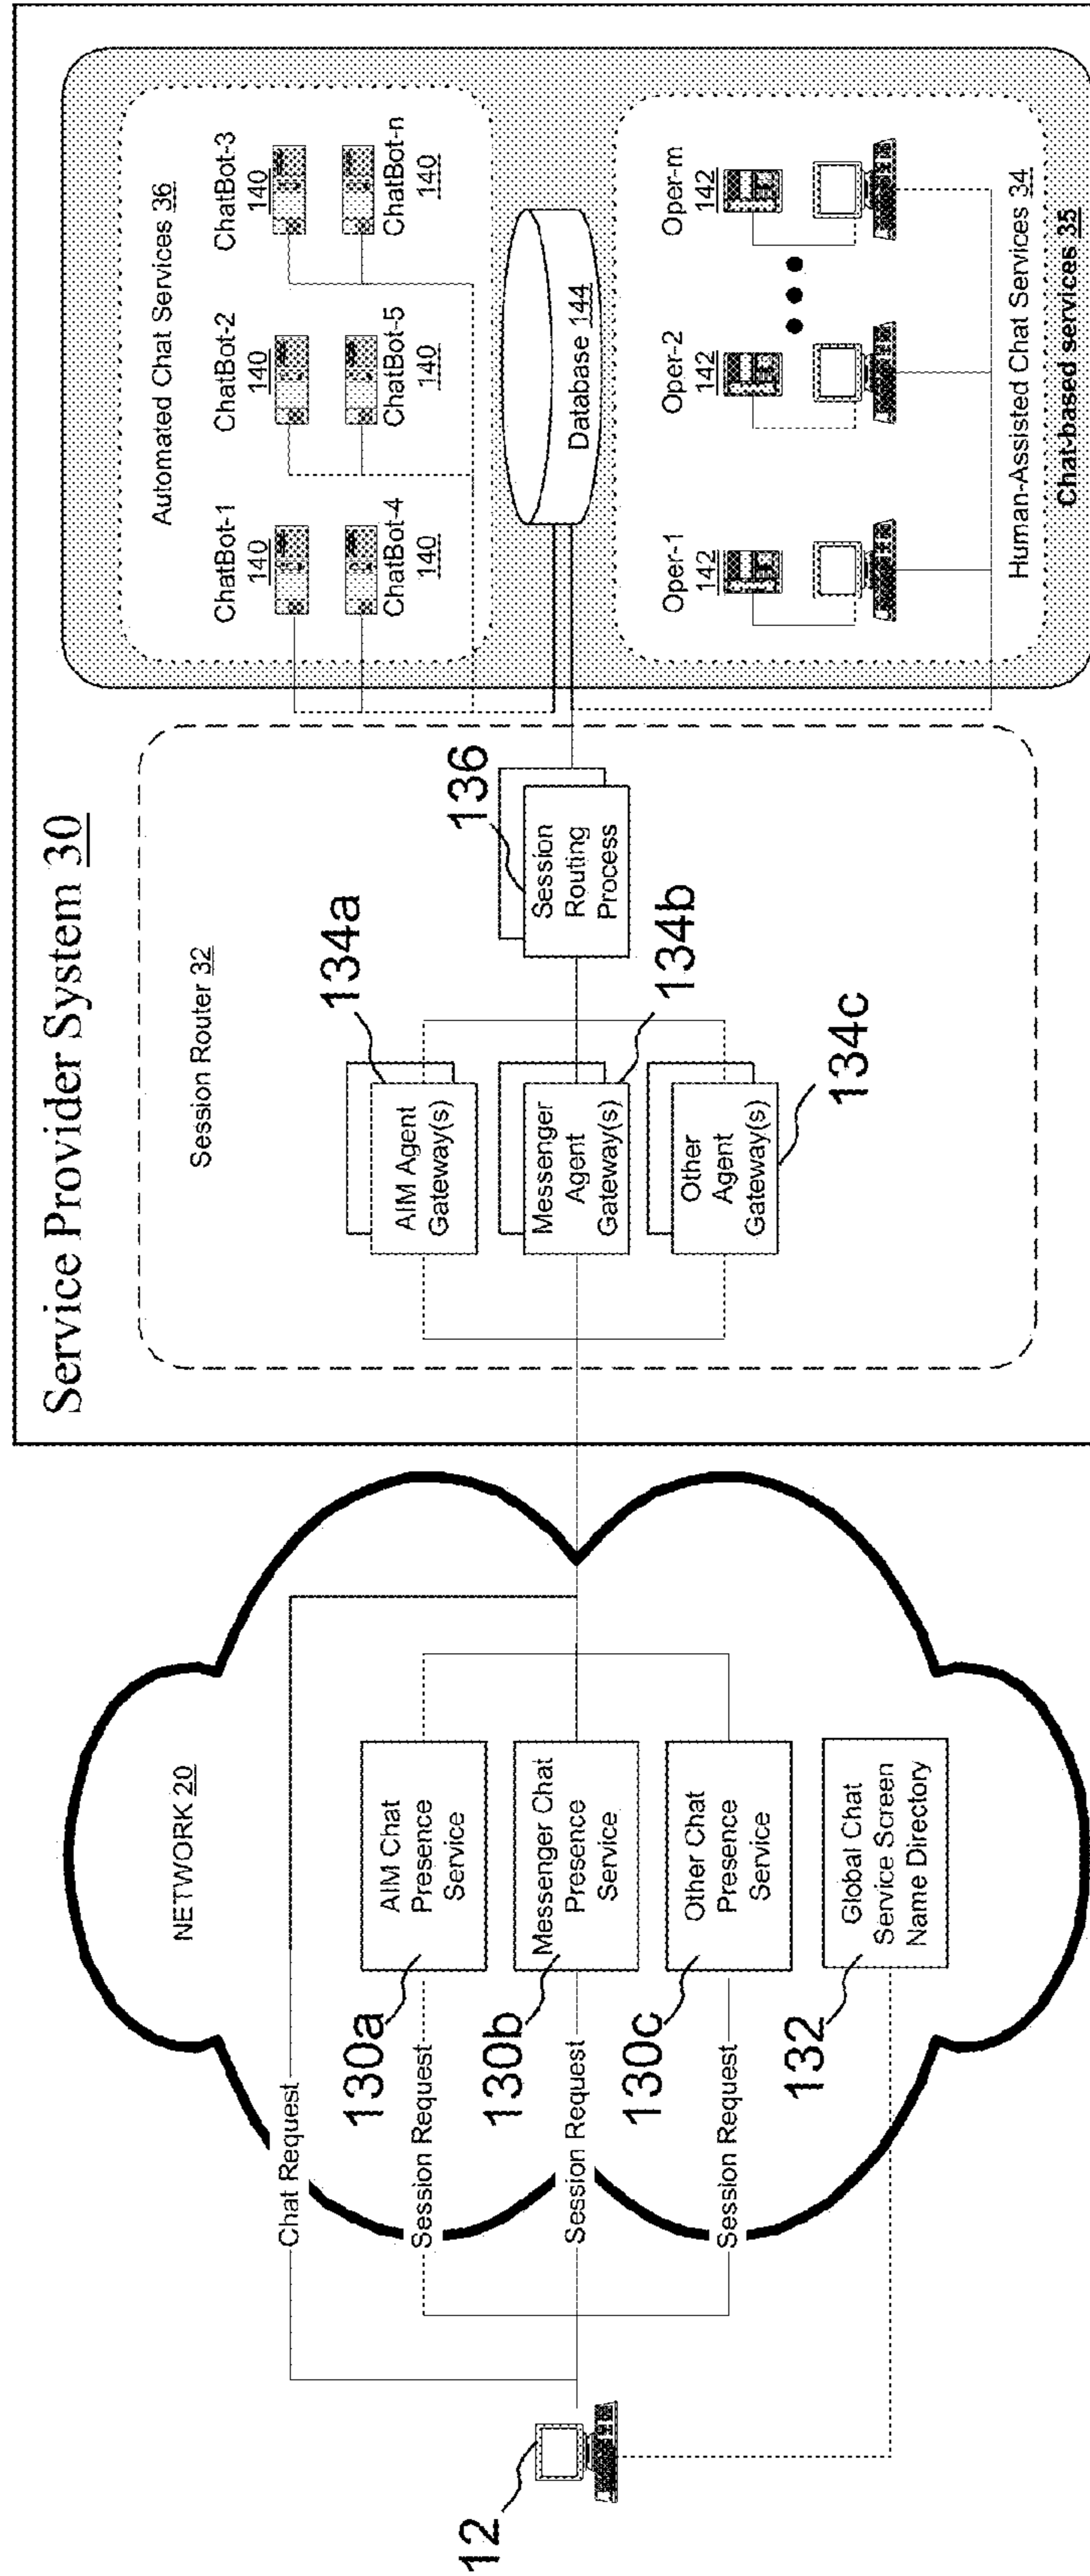 Service Provider System 30
NETWORK 20
Session Router 32
Automated Chat Services 36
ChatBot-1
140
ChatBot-2
140
ChatBot-3
140
ChatBot-4
140
ChatBot-5
140
ChatBot-n
140
Chat Request
130a
AIM Chat
Presence
Service
Session Request
130b
Messenger Chat
Presence
Service
Session Request
130c
Other Chat
Presence
Service
Session Request
132
Global Chat
Service Screen
Name Directory
12
134a
AIM Agent
Gateway(s)
134b
Messenger
Agent
Gateway(s)
134c
Other
Agent
Gateway(s)
136
Session
Routing
Process
Database 144
Oper-1
142
Oper-2
142
Oper-m
142
Human-Assisted Chat Services 34
Chat-based services 35